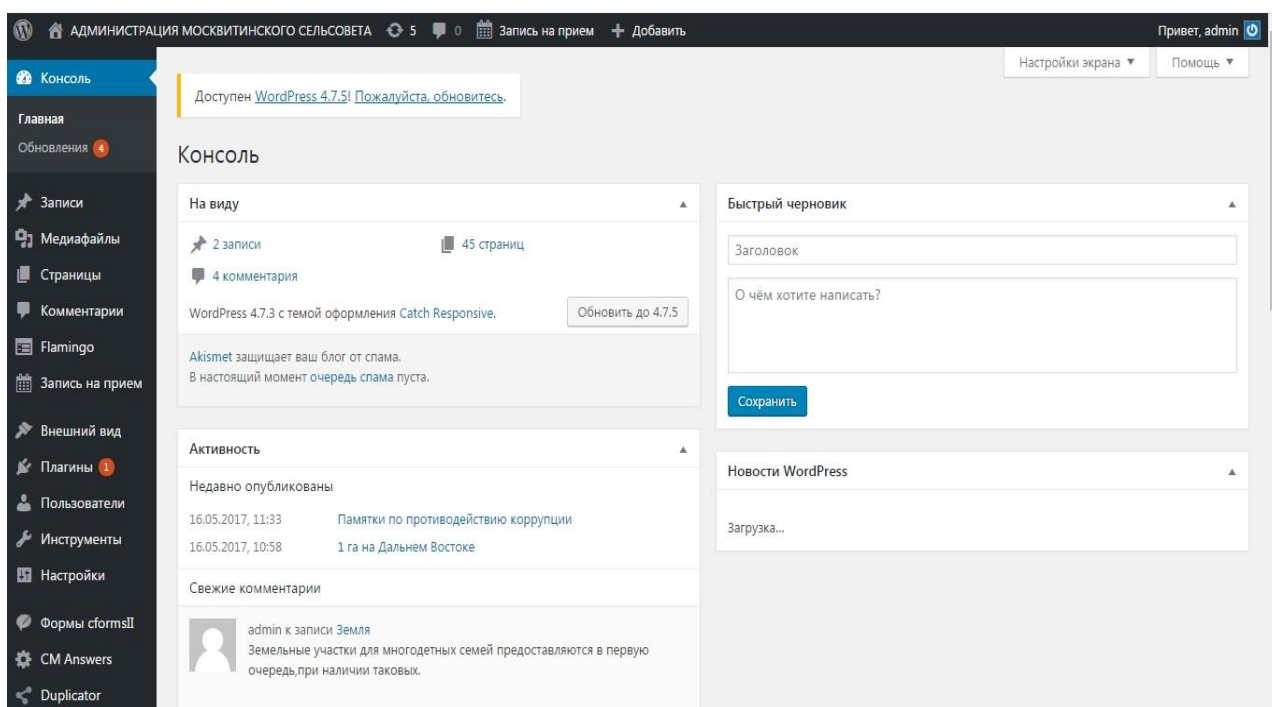 АДМИНИСТРАЦИЯ МОСКВИТИНСКОГО СЕЛЬСОВЕТА 5 0 Запись на прием Добавить Привет, admin
Настройки экрана Помощь
Консоль
Главная
Обновления 4
Записи
Медиафайлы
Страницы
Комментарии
Flamingo
Запись на прием
Внешний вид
Плагины 1
Пользователи
Инструменты
Настройки
Формы cformsII
CM Answers
Duplicator
Доступен WordPress 4.7.5! Пожалуйста, обновитесь.
Консоль
На виду
2 записи 45 страниц
4 комментария
WordPress 4.7.3 с темой оформления Catch Responsive. Обновить до 4.7.5
Akismet защищает ваш блог от спама.
В настоящий момент очередь спама пуста.
Активность
Недавно опубликованы
16.05.2017, 11:33 Памятки по противодействию коррупции
16.05.2017, 10:58 1 га на Дальнем Востоке
Свежие комментарии
admin к записи Земля
Земельные участки для многодетных семей предоставляются в первую
очередь,при наличии таковых.
Быстрый черновик
Заголовок
О чём хотите написать?
Сохранить
Новости WordPress
Загрузка...